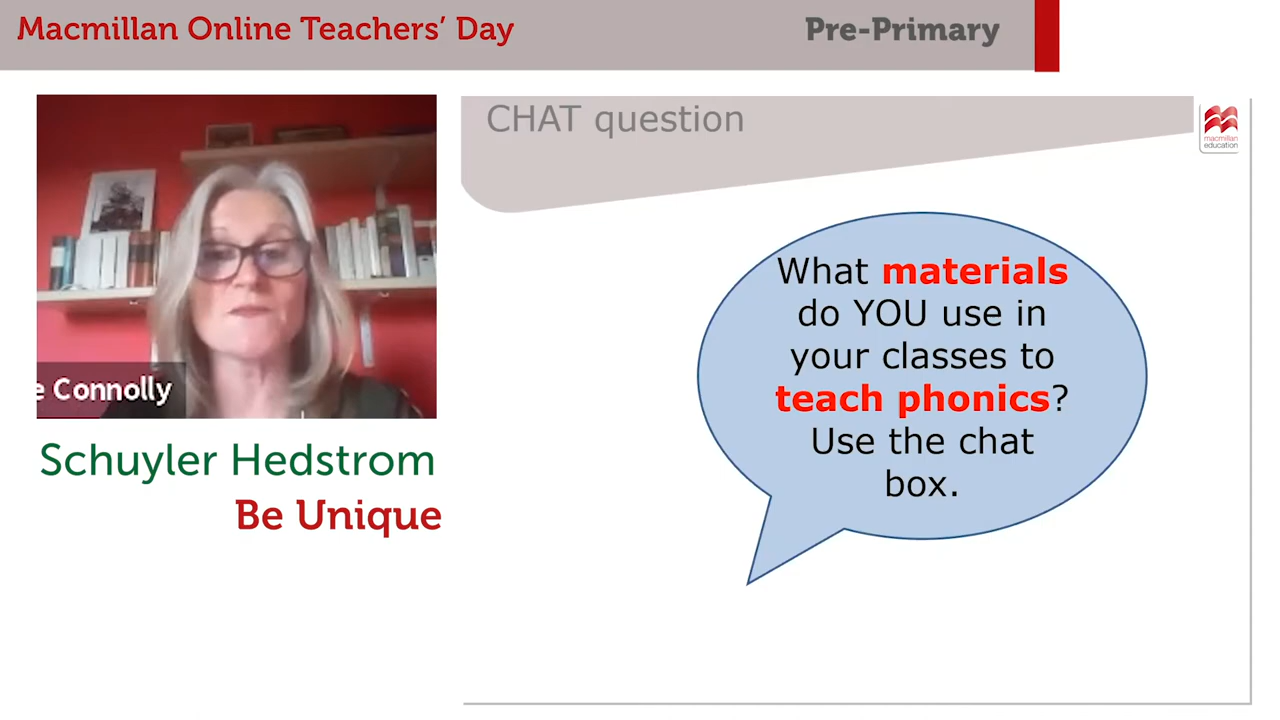 Macmillan Online Teachers’ Day
Pre-Primary
CHAT question
macmillan
education
What materials
do YOU use in
your classes to
teach phonics?
Use the chat
box.
e Connolly
Schuyler Hedstrom
Be Unique